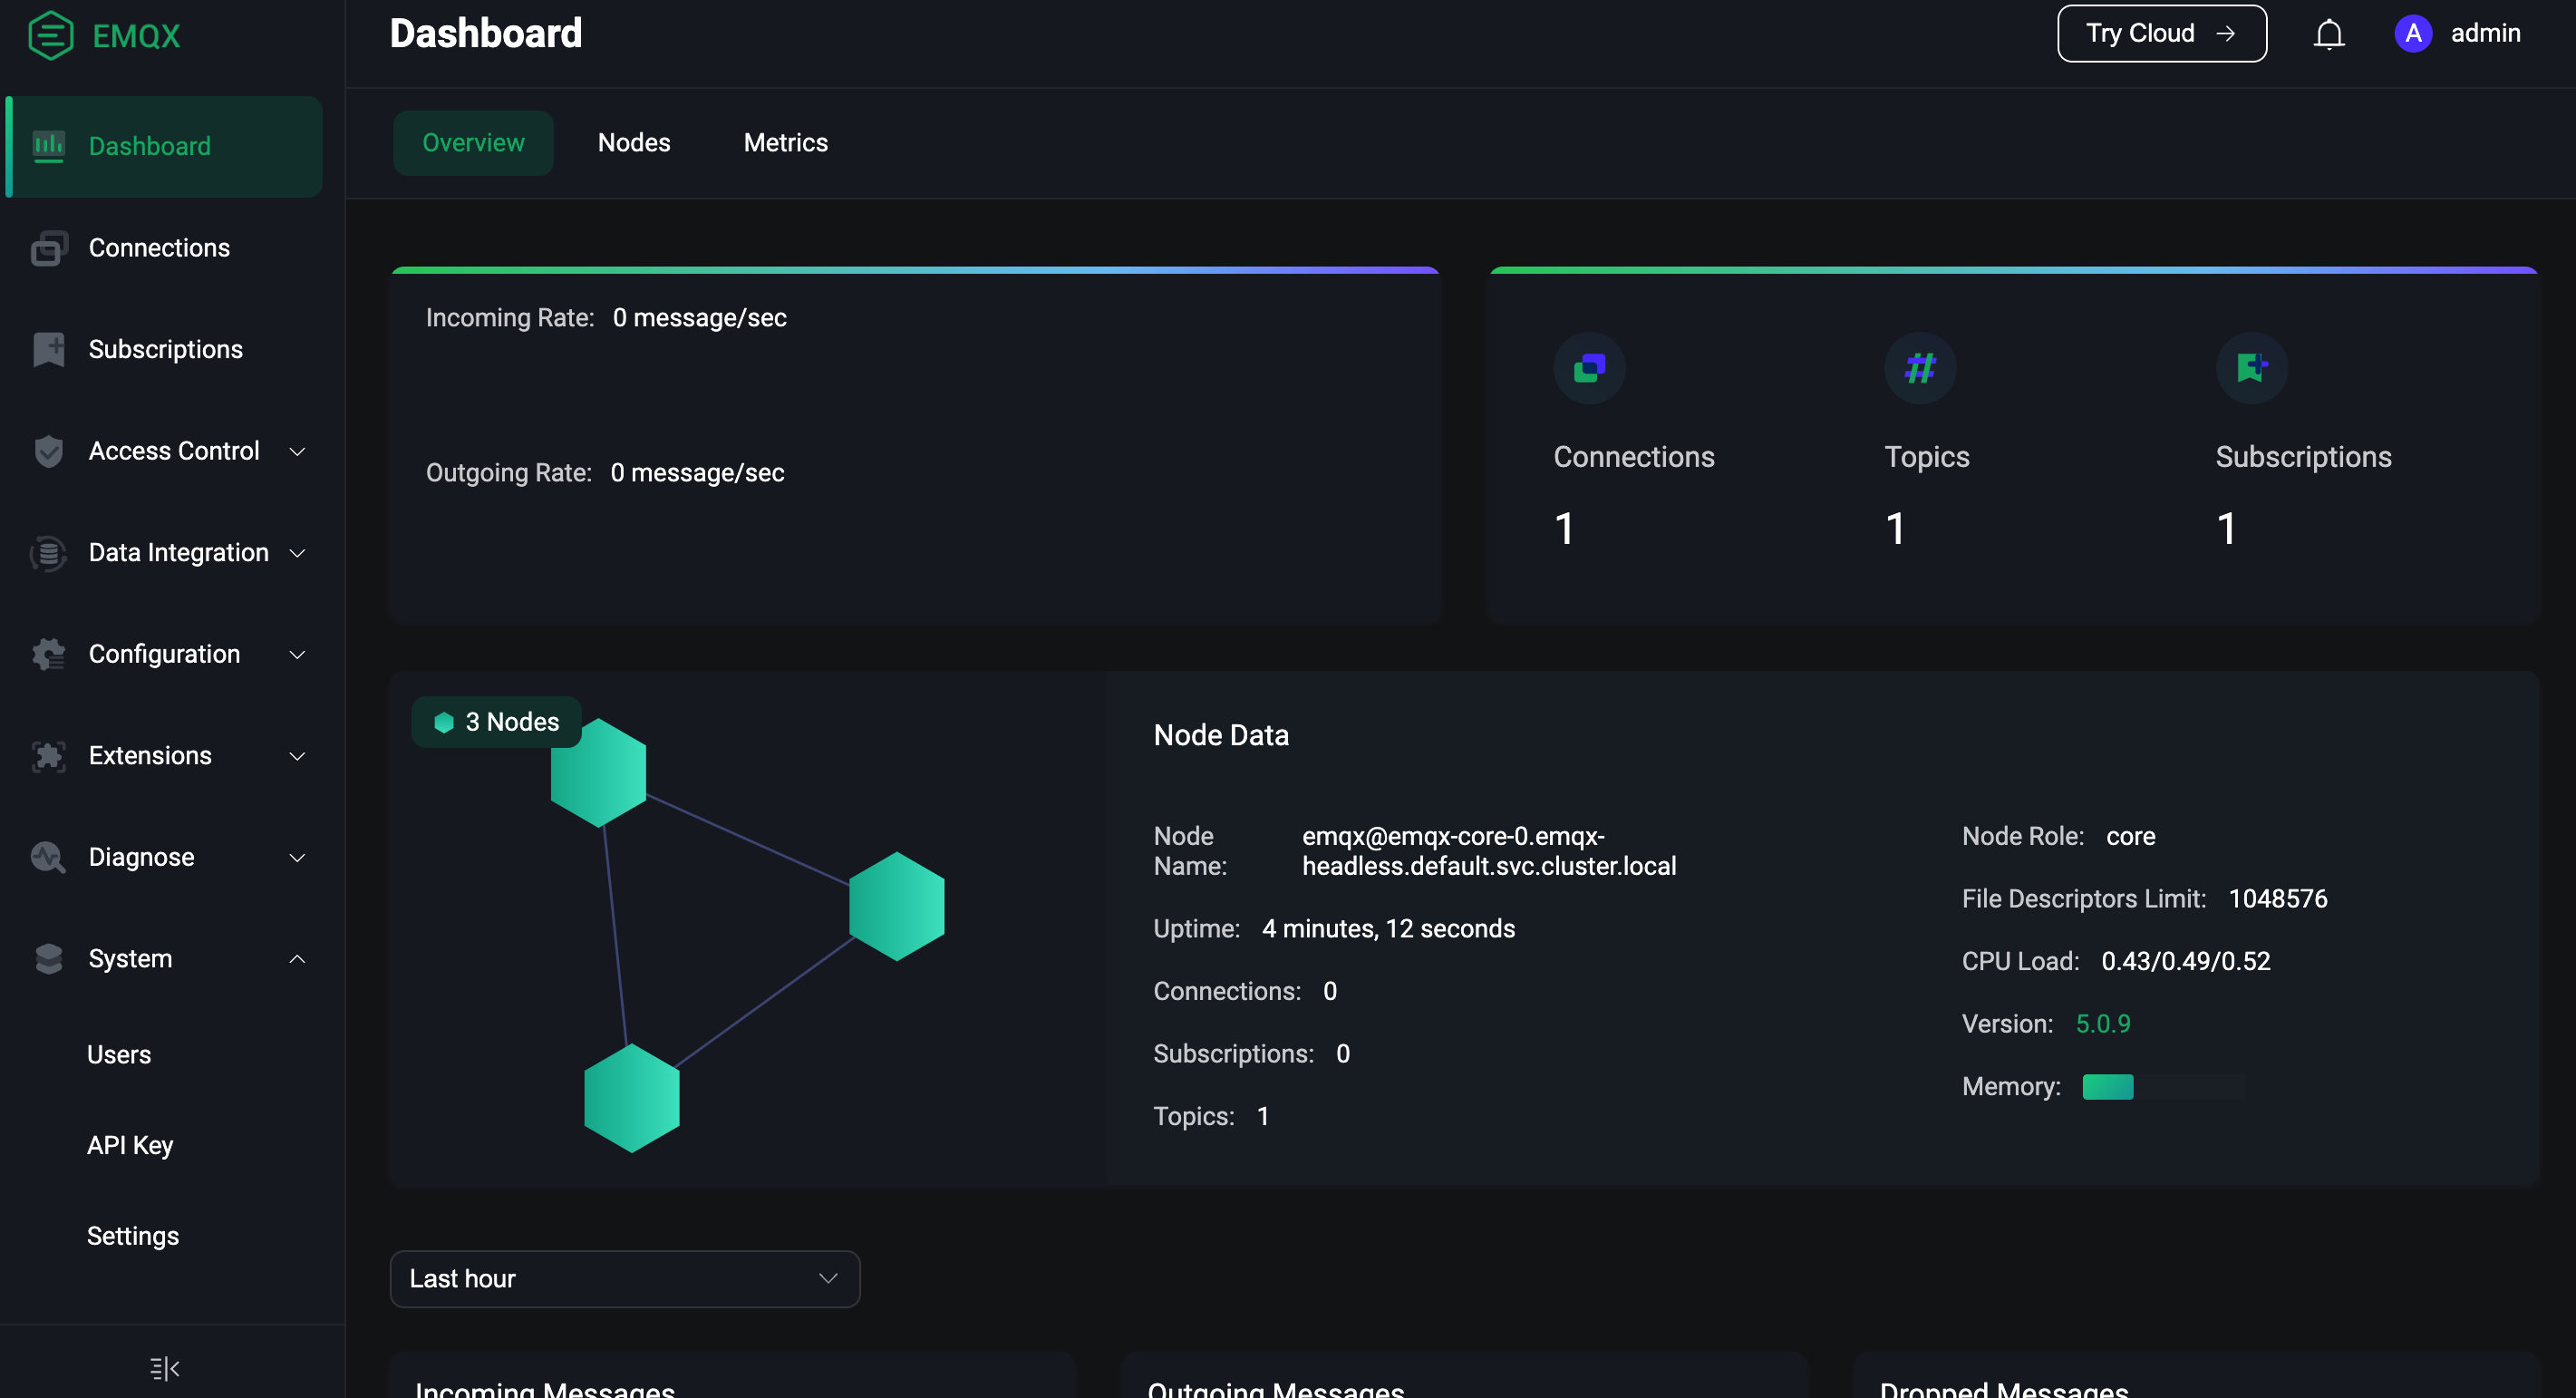 EMQX
Dashboard
Try Cloud →
A
admin
Dashboard
Connections
Subscriptions
Access Control
Data Integration
Configuration
Extensions
Diagnose
System
Users
API Key
Settings
Overview
Nodes
Metrics
Incoming Rate: 0 message/sec
Outgoing Rate: 0 message/sec
Connections
1
Topics
1
Subscriptions
1
3 Nodes
Node Data
Node Name: emqx@emqx-core-0.emqx-
headless.default.svc.cluster.local
Uptime: 4 minutes, 12 seconds
Connections: 0
Subscriptions: 0
Topics: 1
Node Role: core
File Descriptors Limit: 1048576
CPU Load: 0.43/0.49/0.52
Version: 5.0.9
Memory:
Last hour
Incoming Messages
Outgoing Messages
Dropped Messages